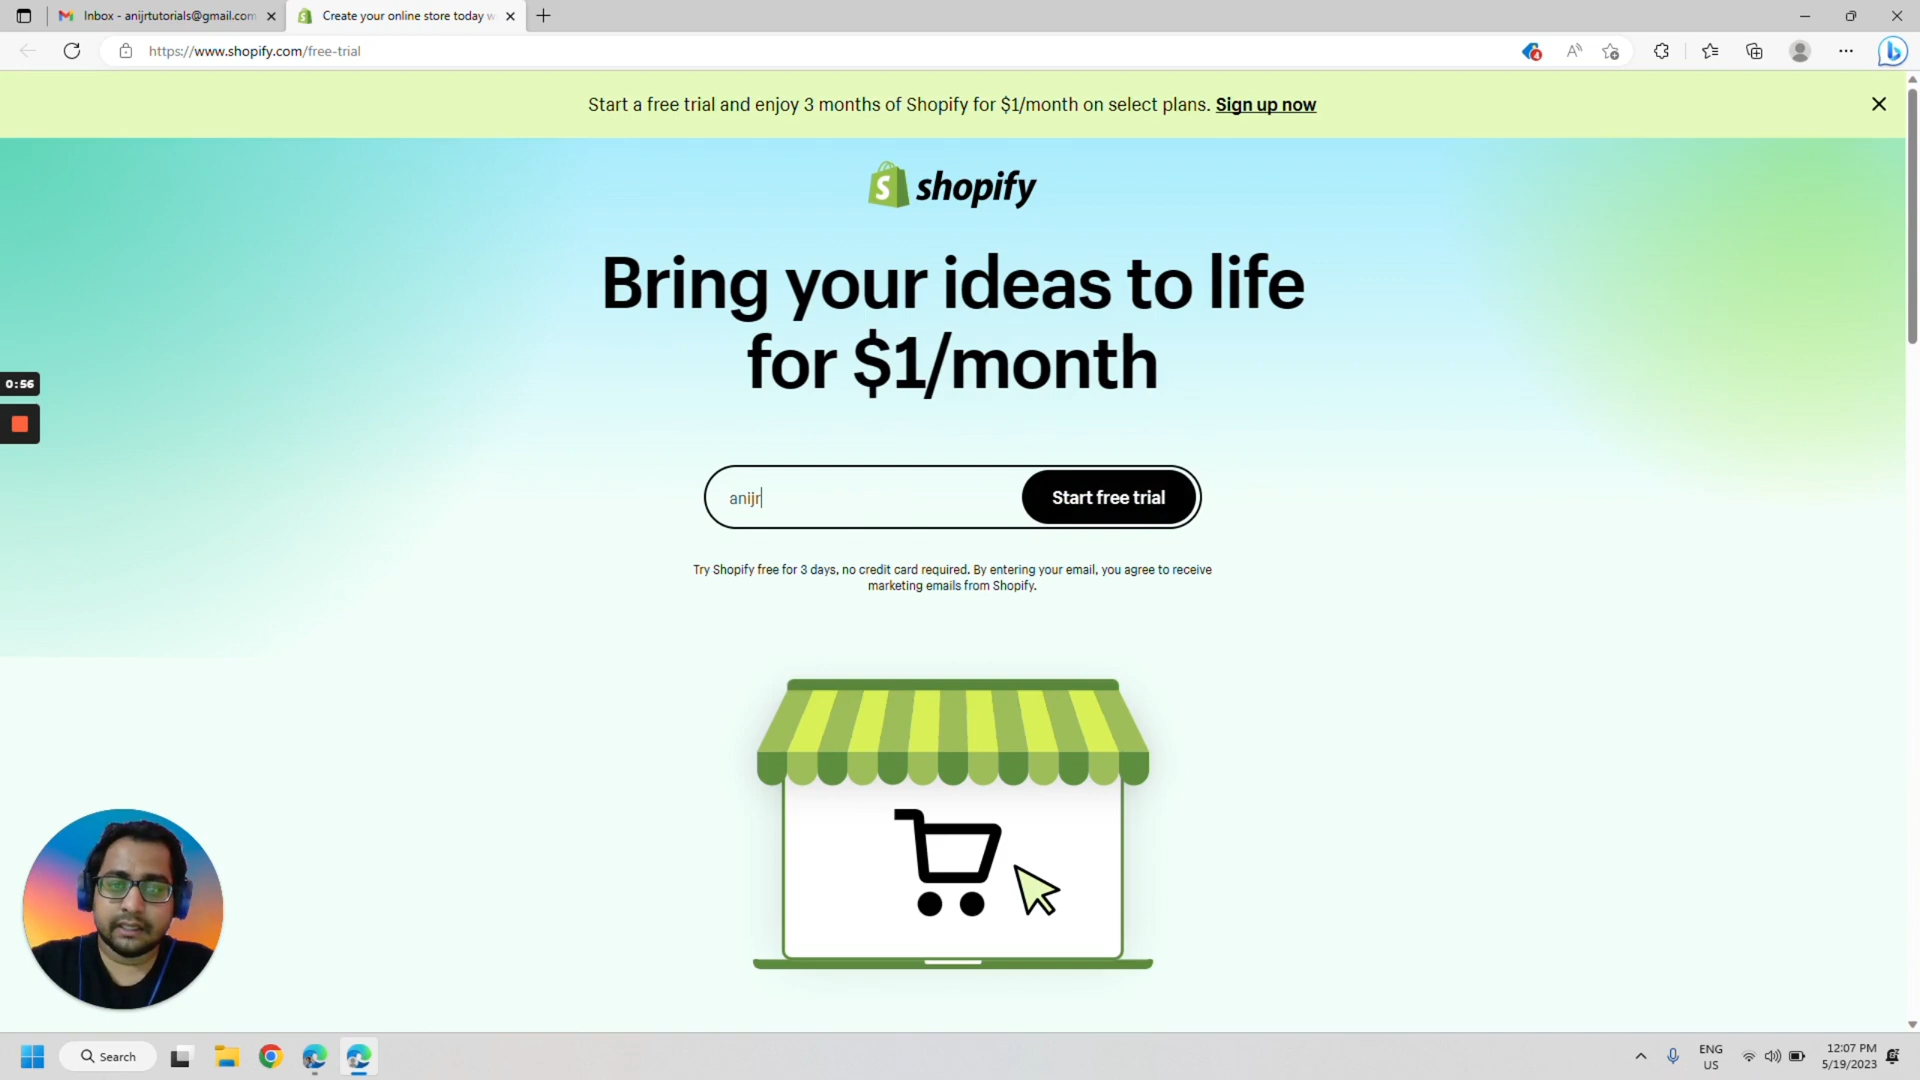 Inbox - anijrtutorials@gmail.com
Create your online store today w
https://www.shopify.com/free-trial
4
Start a free trial and enjoy 3 months of Shopify for $1/month on select plans. Sign up now
shopify
Bring your ideas to life
for $1/month
0:56
anijr
Start free trial
Try Shopify free for 3 days, no credit card required. By entering your email, you agree to receive
marketing emails from Shopify.
Search
ENG
US
12:07 PM
5/19/2023